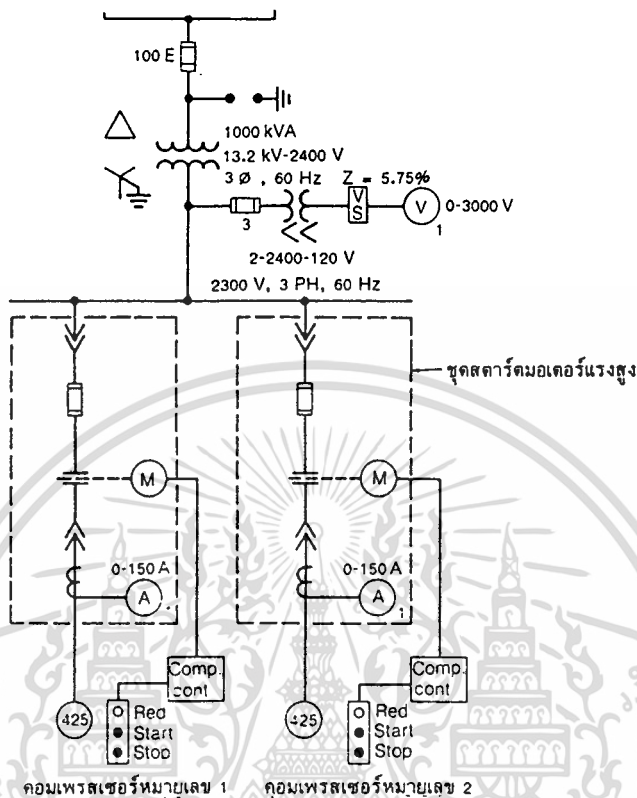 100 E
1000 kVA
13.2 kV-2400 V
3 Ø , 60 Hz Z = 5.75%
3
V
S
V
1
0-3000 V
2-2400-120 V
2300 V, 3 PH, 60 Hz
ชุดสตาร์ตมอเตอร์แรงสูง
M
M
0-150 A
A
0-150 A
A
1
Comp.
cont
Comp.
cont
425
Red
Start
Stop
425
Red
Start
Stop
คอมเพรสเซอร์หมายเลข 1
คอมเพรสเซอร์หมายเลข 2